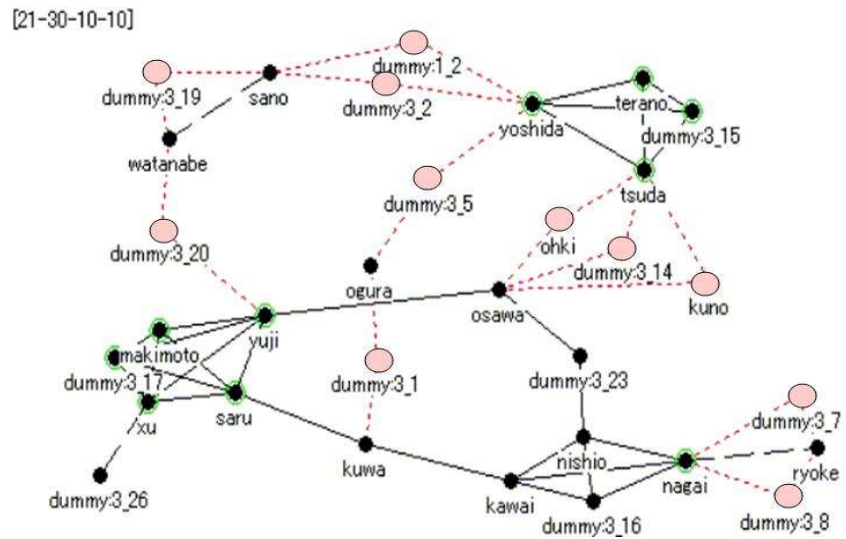 [21-30-10-10]
dummy:1_2
dummy:3_19
sano
dummy:3_2
terano
yoshida
dummy:3_15
watanabe
tsuda
dummy:3_5
ohki
dummy:3_20
dummy:3_14
ogura
osawa
kuno
yuji
makimoto
dummy:3_17
dummy:3_1
dummy:3_23
xu
saru
dummy:3_7
kuwa
nishio
ryoke
nagai
kawai
dummy:3_26
dummy:3_16
dummy:3_8